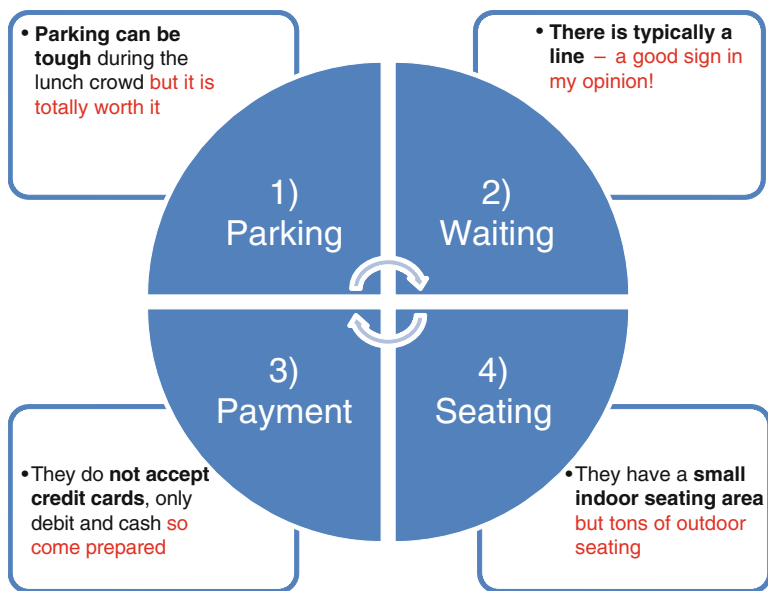 • Parking can be
tough during the
lunch crowd but it is
totally worth it
• There is typically a
line – a good sign in
my opinion!
1)
Parking
2)
Waiting
3)
Payment
4)
Seating
• They do not accept
credit cards, only
debit and cash so
come prepared
• They have a small
indoor seating area
but tons of outdoor
seating